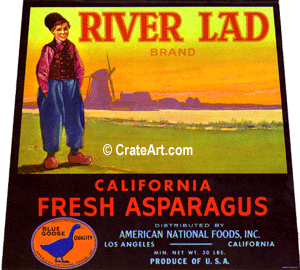 RIVER LAD
BRAND
© CrateArt.com
CALIFORNIA
FRESH ASPARAGUS
DISTRIBUTED BY
AMERICAN NATIONAL FOODS, INC.
LOS ANGELES CALIFORNIA
MIN. NET WT. 30 LBS.
PRODUCE OF U.S.A.
BLUE GOOSE
QUALITY